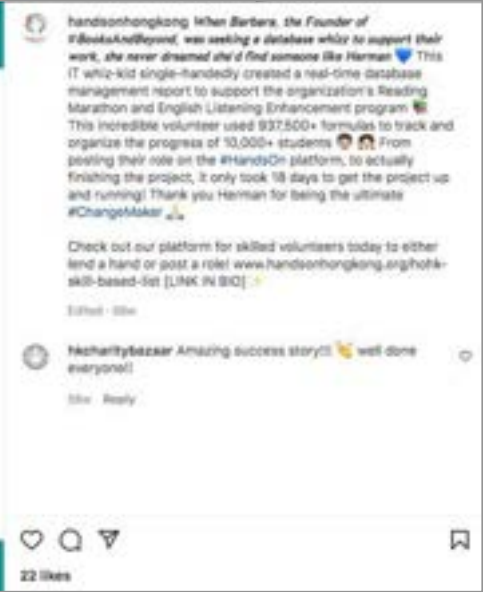 handsonhongkong When Barbara, the Founder of
#BooksAndBeyond, was seeking a database whizz to support their
work, she never dreamed she'd find someone like Herman 💙 This
IT whiz-kid single-handedly created a real-time database
management report to support the organization's Reading
Marathon and English Listening Enhancement program 📚
This incredible volunteer used 937,500+ formulas to track and
organize the progress of 10,000+ students 👦🏻 👧🏻 From
posting their role on the #HandsOn platform, to actually
finishing the project, it only took 18 days to get the project up
and running! Thank you Herman for being the ultimate
#ChangeMaker 🙏
Check out our platform for skilled volunteers today to either
lend a hand or post a role! www.handsonhongkong.org/hohk-
skill-based-list [LINK IN BIO] ✨
Edited ·
hkcharitybazaar Amazing success story!!! 👏 well done
everyone!!
Reply
22 likes